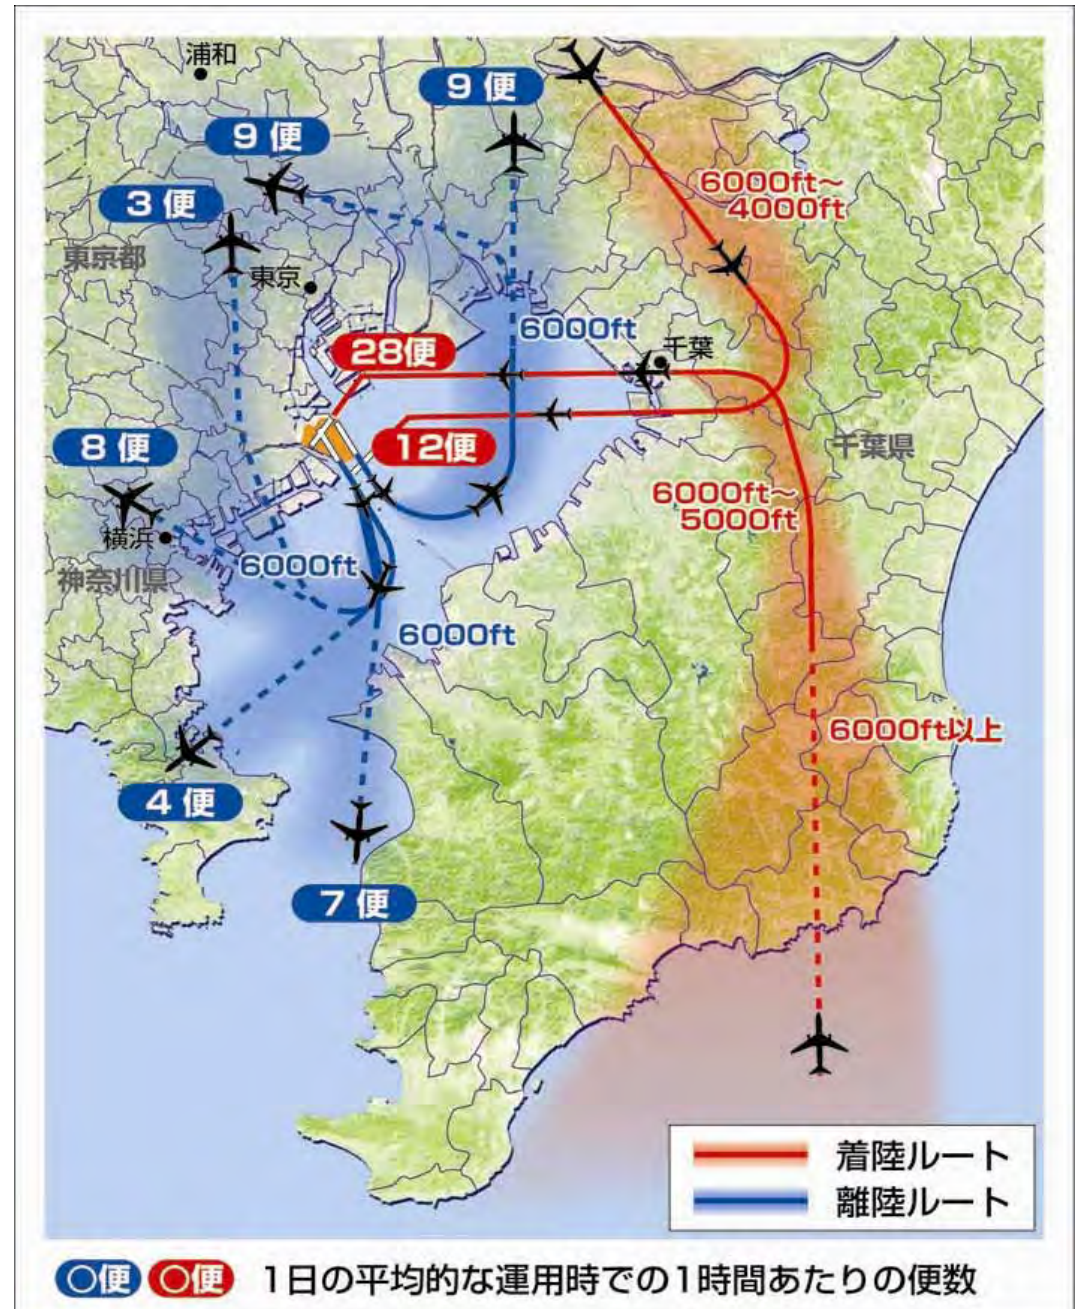 浦和
9 便
9 便
3 便
6000ft~
4000ft
東京都
東京
6000ft
28便
千葉
8 便
12便
千葉県
横浜
6000ft~
5000ft
神奈川県
6000ft
6000ft
6000ft以上
4 便
7 便
着陸ルート
離陸ルート
○便 ○便 1日の平均的な運用時での1時間あたりの便数